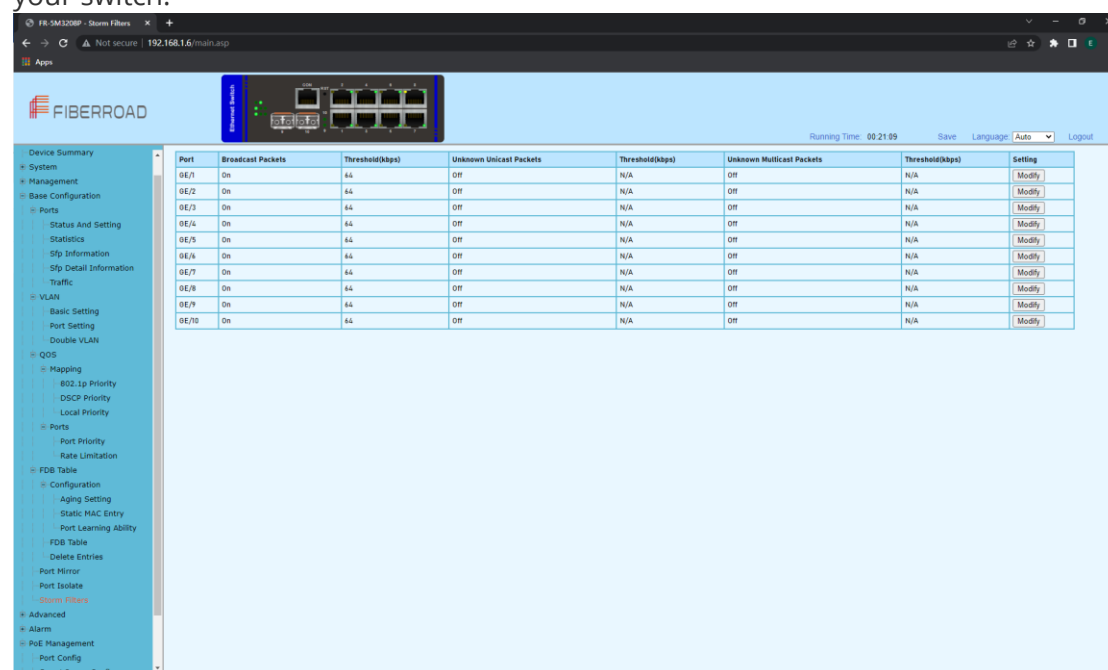 your switch.
FR-5M3208P - Storm Filters
Not secure | 192.168.1.6/main.asp
E
Apps
FIBERROAD
Ethernet Switch
Running Time: 00:21:09 Save Language: Auto Logout
Device Summary
System
Management
Base Configuration
Ports
Status And Setting
Statistics
Sfp Information
Sfp Detail Information
Traffic
VLAN
Basic Setting
Port Setting
Double VLAN
QOS
Mapping
802.1p Priority
DSCP Priority
Local Priority
Ports
Port Priority
Rate Limitation
FDB Table
Configuration
Aging Setting
Static MAC Entry
Port Learning Ability
FDB Table
Delete Entries
Port Mirror
Port Isolate
Storm Filters
Advanced
Alarm
PoE Management
Port Config
Port Broadcast Packets Threshold(kbps) Unknown Unicast Packets Threshold(kbps) Unknown Multicast Packets Threshold(kbps) Setting
GE/1 On 64 Off N/A Off N/A Modify
GE/2 On 64 Off N/A Off N/A Modify
GE/3 On 64 Off N/A Off N/A Modify
GE/4 On 64 Off N/A Off N/A Modify
GE/5 On 64 Off N/A Off N/A Modify
GE/6 On 64 Off N/A Off N/A Modify
GE/7 On 64 Off N/A Off N/A Modify
GE/8 On 64 Off N/A Off N/A Modify
GE/9 On 64 Off N/A Off N/A Modify
GE/10 On 64 Off N/A Off N/A Modify